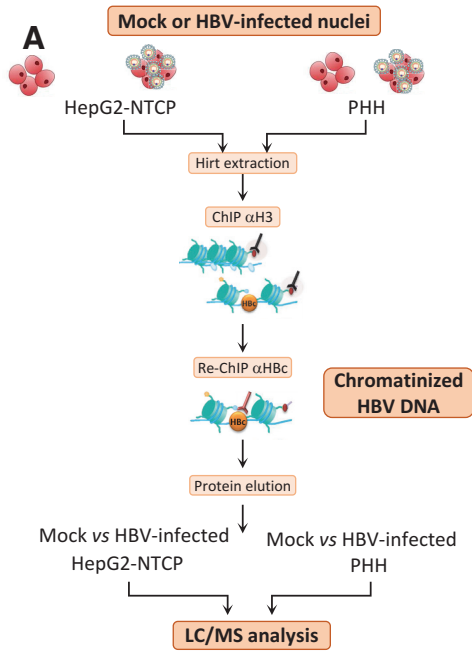 Mock or HBV-infected nuclei
A
HepG2-NTCP
PHH
Hirt extraction
ChIP αH3
HBc
Re-ChIP αHBc
HBc
Chromatinized
HBV DNA
Protein elution
Mock vs HBV-infected
HepG2-NTCP
Mock vs HBV-infected
PHH
LC/MS analysis